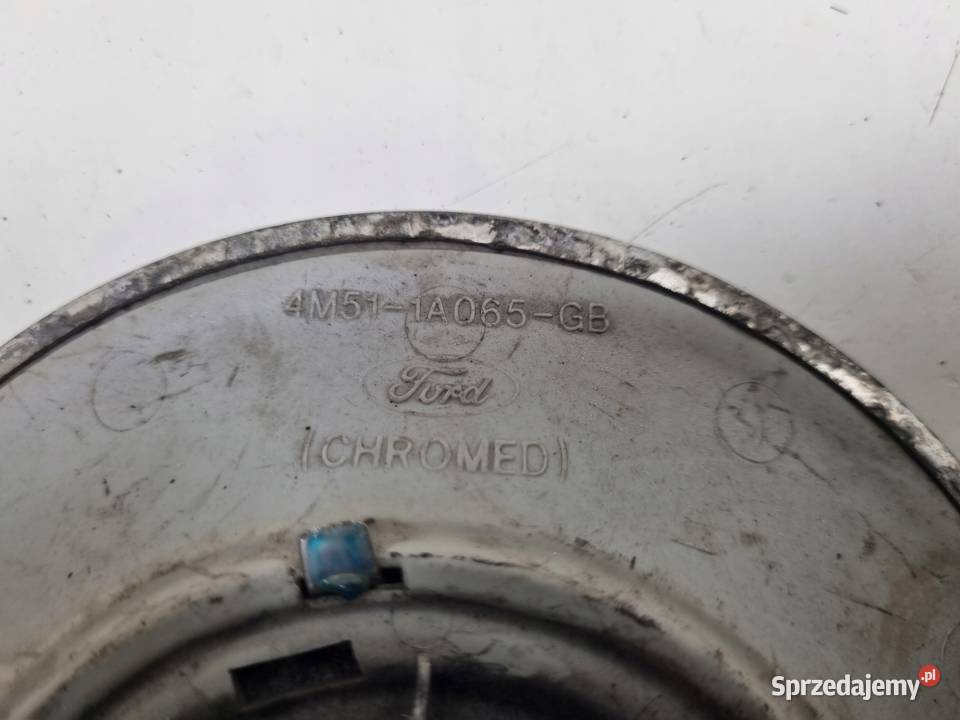 4M51-1A065-GB
Ford
(CHROMED)
Sprzedajemy.pl